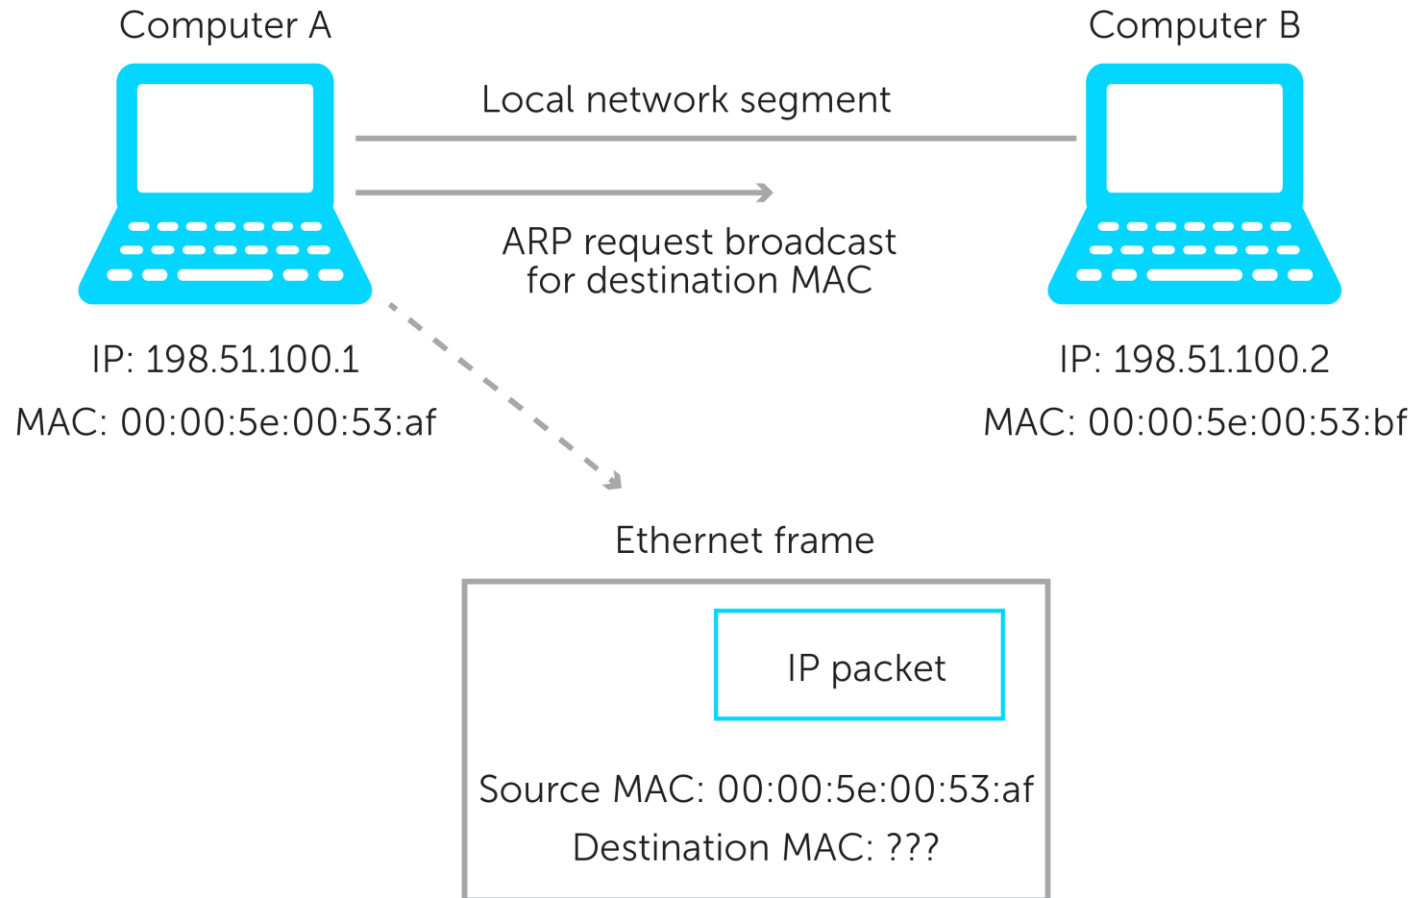 Computer A
Computer B
Local network segment
ARP request broadcast
for destination MAC
IP: 198.51.100.1
MAC: 00:00:5e:00:53:af
IP: 198.51.100.2
MAC: 00:00:5e:00:53:bf
Ethernet frame
IP packet
Source MAC: 00:00:5e:00:53:af
Destination MAC: ???